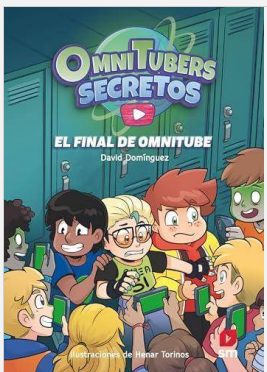 OMNITUBERS
SECRETOS
EL FINAL DE OMNITUBE
David Domínguez
Ilustraciones de Henar Torinos
sm